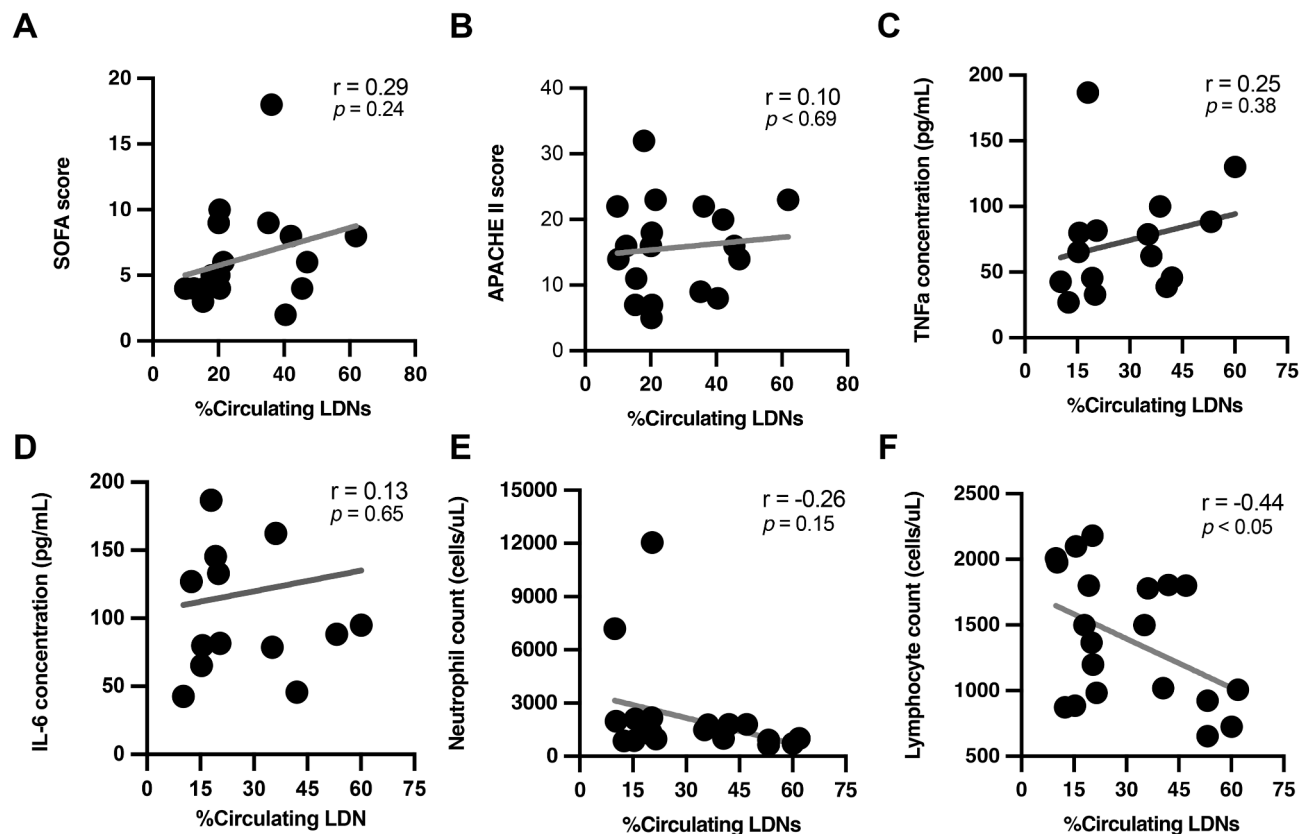 A
SOFA score
20
15
10
5
0
r = 0.29
p = 0.24
0 20 40 60 80
%Circulating LDNs
B
APACHE II score
40
30
20
10
0
r = 0.10
p < 0.69
0 20 40 60 80
%Circulating LDNs
C
TNFa concentration (pg/mL)
200
150
100
50
0
r = 0.25
p = 0.38
0 15 30 45 60 75
%Circulating LDNs
D
IL-6 concentration (pg/mL)
200
150
100
50
0
r = 0.13
p = 0.65
0 15 30 45 60 75
%Circulating LDN
E
Neutrophil count (cells/uL)
15000
12000
9000
6000
3000
0
r = -0.26
p = 0.15
0 15 30 45 60 75
%Circulating LDNs
F
Lymphocyte count (cells/uL)
2500
2000
1500
1000
500
r = -0.44
p < 0.05
0 15 30 45 60 75
%Circulating LDNs